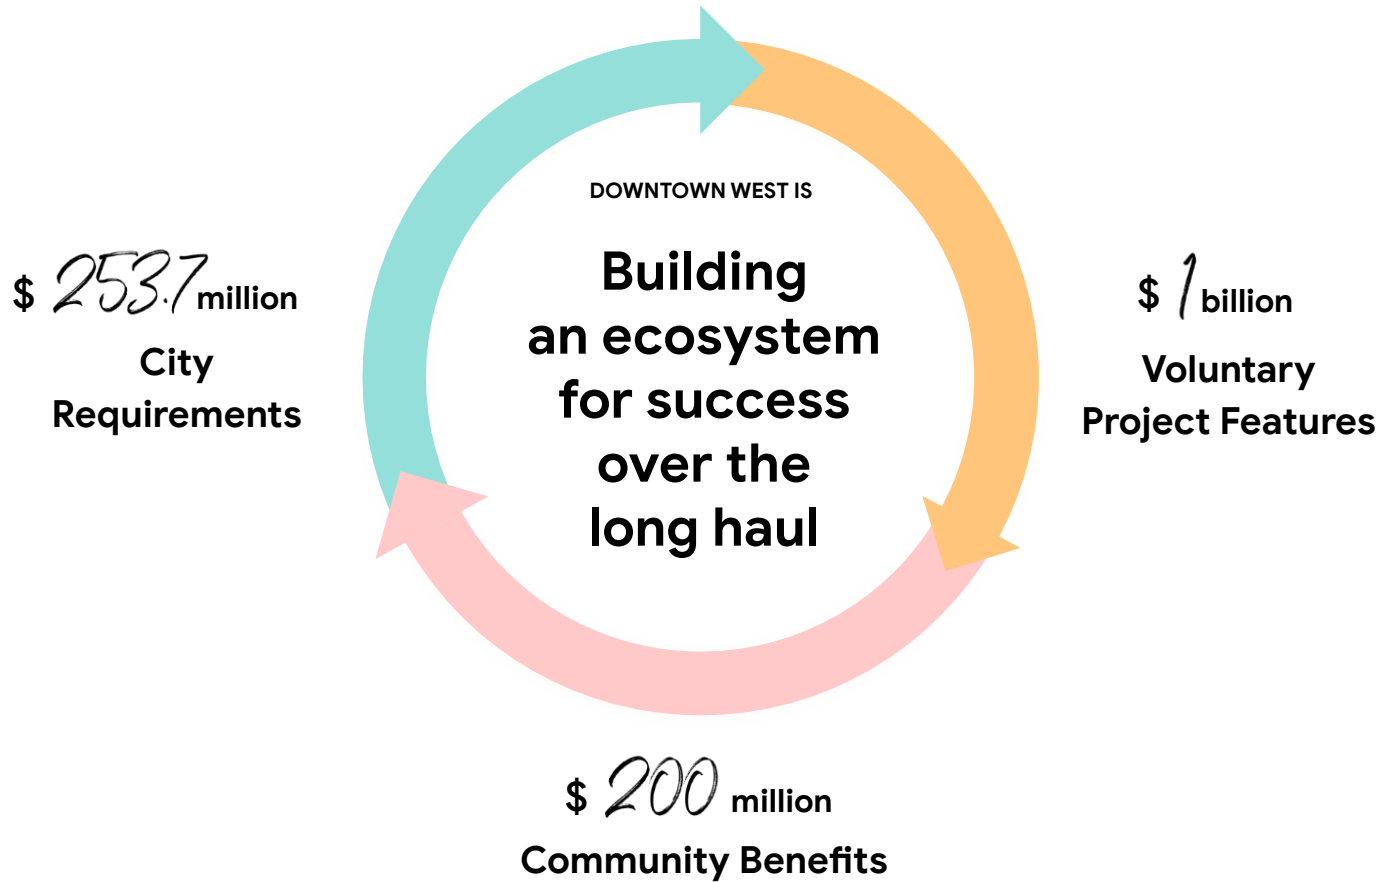 DOWNTOWN WEST IS
Building
an ecosystem
for success
over the
long haul
$ 253.7 million
City
Requirements
$ 1 billion
Voluntary
Project Features
$ 200 million
Community Benefits